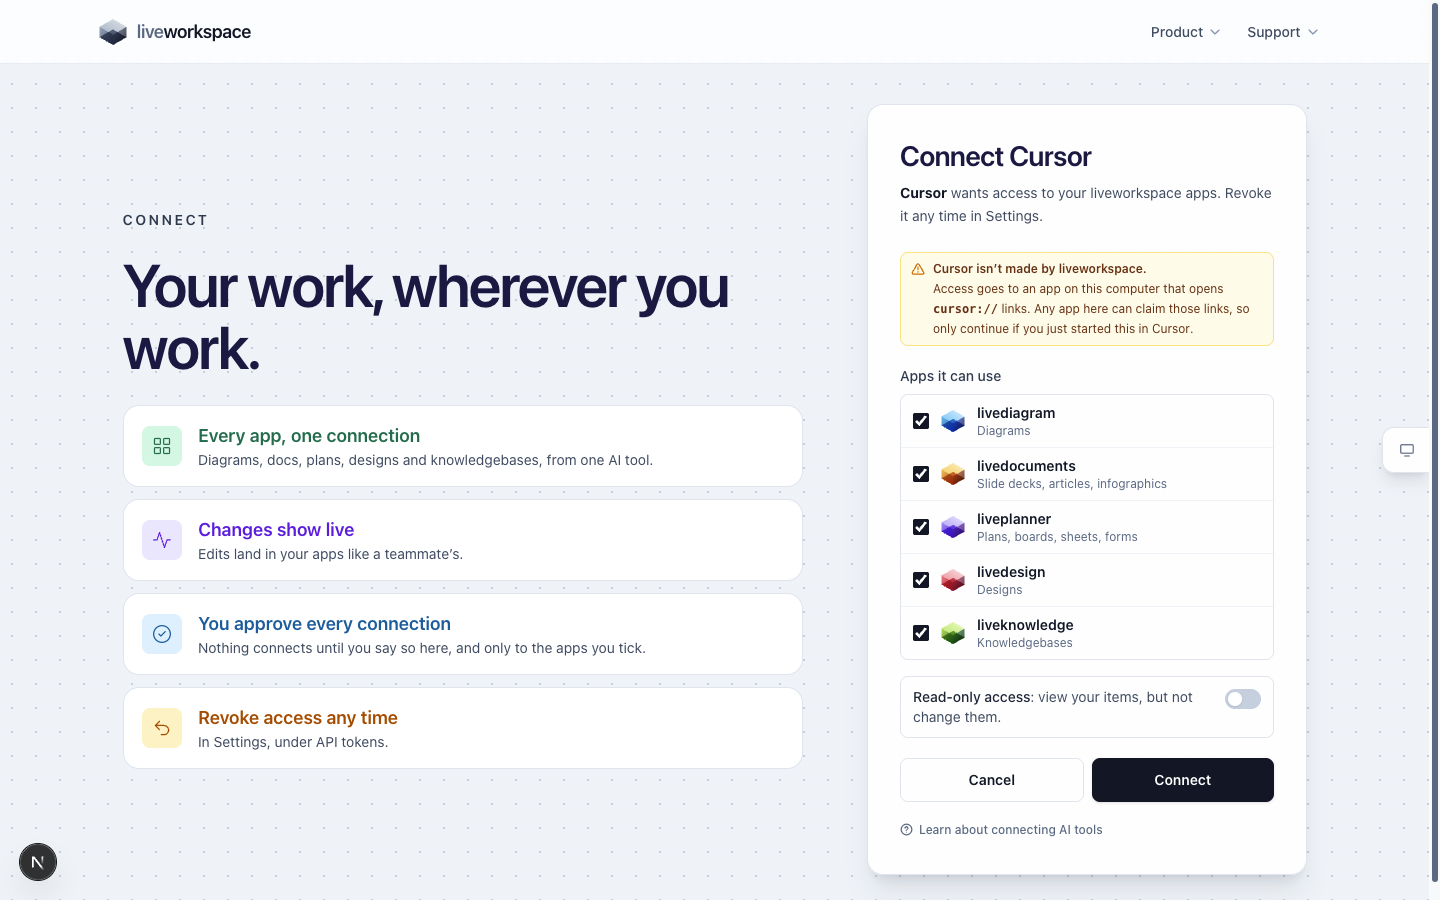 liveworkspace
Product
Support
CONNECT
Your work, wherever you
work.
Every app, one connection
Diagrams, docs, plans, designs and knowledgebases, from one AI tool.
Changes show live
Edits land in your apps like a teammate’s.
You approve every connection
Nothing connects until you say so here, and only to the apps you tick.
Revoke access any time
In Settings, under API tokens.
Connect Cursor
Cursor wants access to your liveworkspace apps. Revoke
it any time in Settings.
Cursor isn’t made by liveworkspace.
Access goes to an app on this computer that opens
cursor:// links. Any app here can claim those links, so
only continue if you just started this in Cursor.
Apps it can use
livediagram
Diagrams
livedocuments
Slide decks, articles, infographics
liveplanner
Plans, boards, sheets, forms
livedesign
Designs
liveknowledge
Knowledgebases
Read-only access: view your items, but not
change them.
Cancel
Connect
Learn about connecting AI tools
N